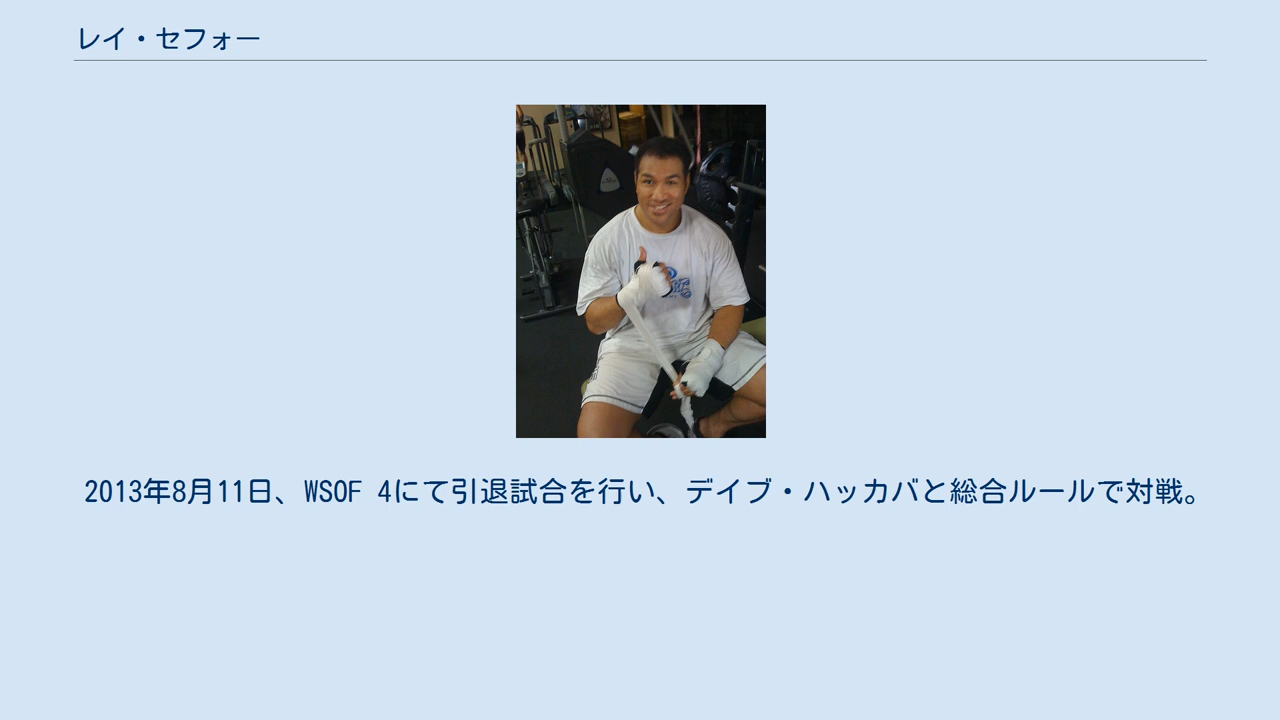 レイ・セフォー
2013年8月11日、WSOF 4にて引退試合を行い、デイブ・ハッカバと総合ルールで対戦。